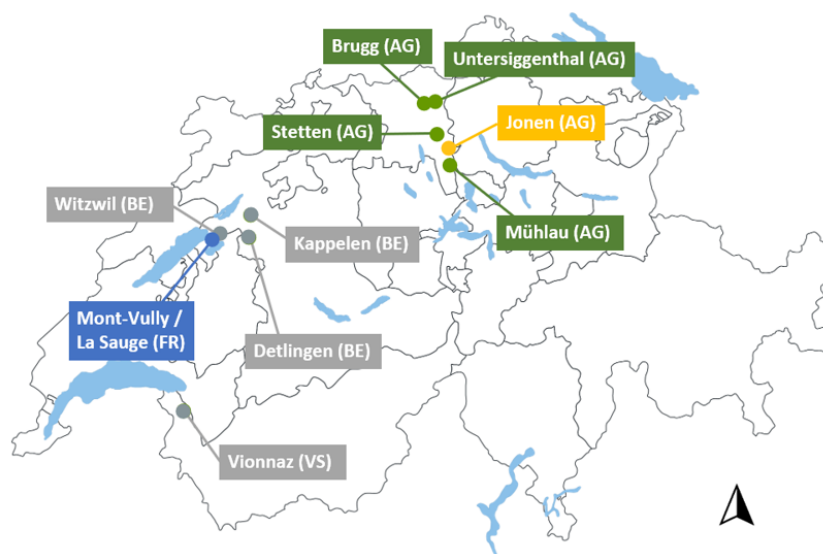 Brugg (AG)
Untersiggenthal (AG)
Stetten (AG)
Jonen (AG)
Witzwil (BE)
Kappelen (BE)
Mühlau (AG)
Mont-Vully /
La Sauge (FR)
Detlingen (BE)
Vionnaz (VS)